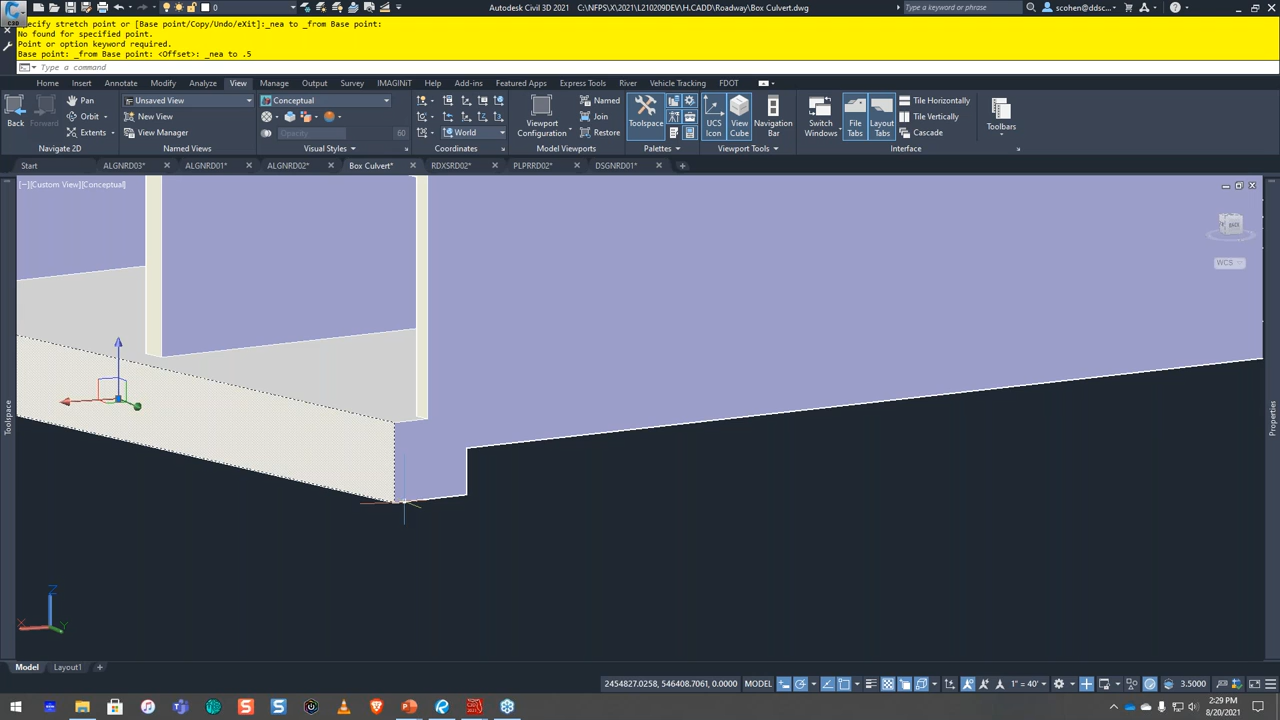 Autodesk Civil 3D 2021 C:\NFPS\X\2021\L210209DEV\H.CADD\Roadway\Box Culvert.dwg
Type a keyword or phrase
scohen@ddsc...
C3D
Specify stretch point or [Base point/Copy/Undo/eXit]:_nea to _from Base point:
No found for specified point.
Point or option keyword required.
Base point: _from Base point: <Offset>: _nea to .5
Type a command
Home Insert Annotate Modify Analyze View Manage Output Survey IMAGINiT Help Add-ins Featured Apps Express Tools River Vehicle Tracking FDOT
Back
Forward
Pan
Orbit
Extents
Navigate 2D
Unsaved View
New View
View Manager
Named Views
Conceptual
Opacity 60
Visual Styles
World
Coordinates
Viewport Configuration
Named
Join
Restore
Model Viewports
Toolspace
Palettes
UCS Icon
View Cube
Navigation Bar
Viewport Tools
Switch Windows
File Tabs
Layout Tabs
Tile Horizontally
Tile Vertically
Cascade
Interface
Toolbars
Start ALGNRD03* ALGNRD01* ALGNRD02* Box Culvert* RDXSRD02* PLPRRD02* DSGNRD01*
[−][Custom View][Conceptual]
BACK
WCS
Toolspace
Properties
Z
X
Y
Model Layout1
2454827.0258, 546408.7061, 0.0000 MODEL 1" = 40' 3.5000
2:29 PM
8/20/2021